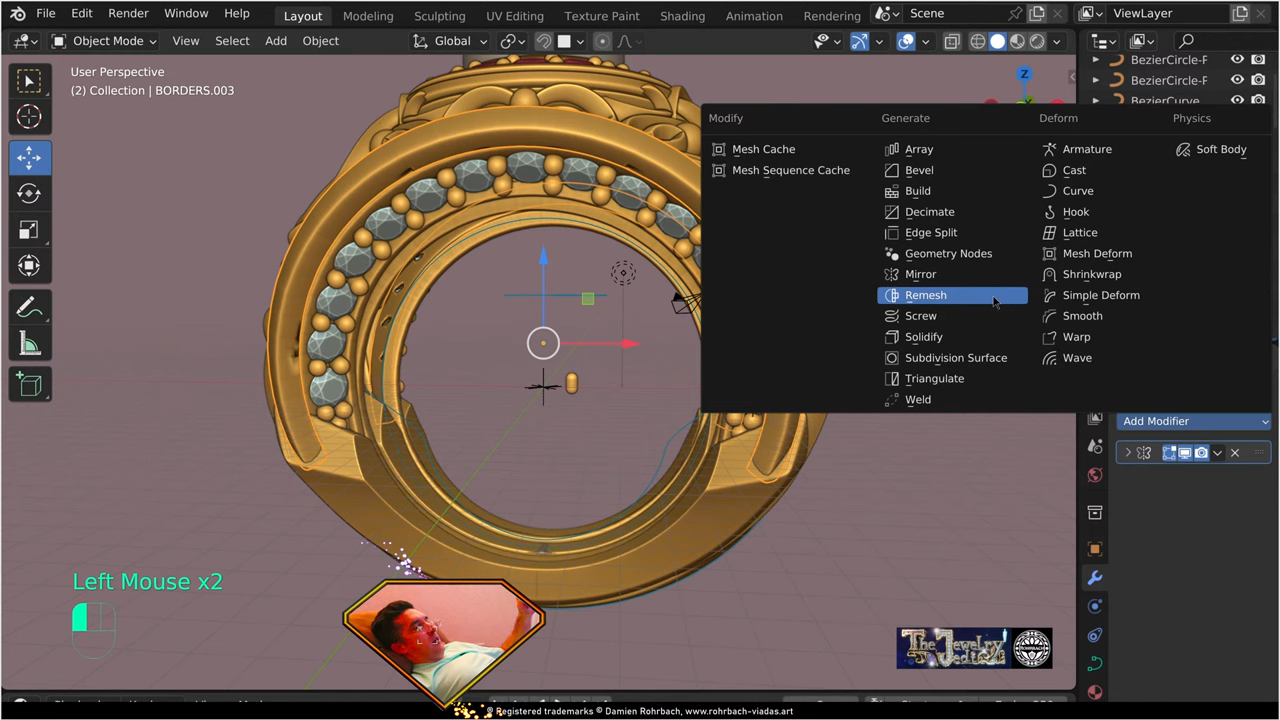 File Edit Render Window Help Layout Modeling Sculpting UV Editing Texture Paint Shading Animation Rendering Scene ViewLayer
Object Mode View Select Add Object Global
User Perspective
(2) Collection | BORDERS.003
Z
BezierCircle-F
BezierCircle-F
BezierCurve
Modify Generate Deform Physics
Mesh Cache Array Armature Soft Body
Mesh Sequence Cache Bevel Cast
Build Curve
Decimate Hook
Edge Split Lattice
Geometry Nodes Mesh Deform
Mirror Shrinkwrap
Remesh Simple Deform
Screw Smooth
Solidify Warp
Subdivision Surface Wave
Triangulate
Weld
Add Modifier
Left Mouse x2
The Jewelry
ROHRBACH
® Registered trademarks © Damien Rohrbach, www.rohrbach-viadas.art